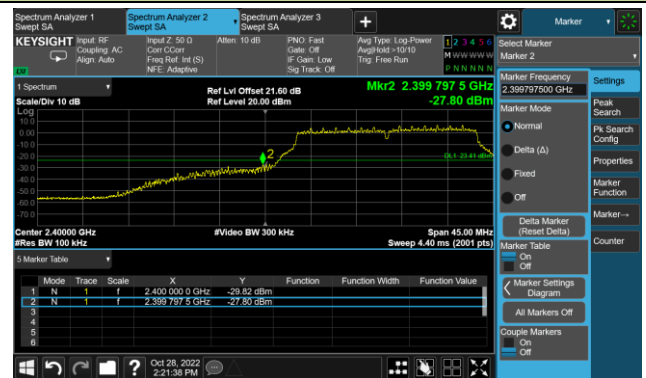 Spectrum Analyzer 1
Swept SA
Spectrum Analyzer 2
Swept SA
Spectrum Analyzer 3
Swept SA
+
Marker
KEYSIGHT
Input: RF
Coupling: AC
Align: Auto
Input Z: 50 Ω
Corr CCorr
Freq Ref: Int (S)
NFE: Adaptive
Atten: 10 dB
PNO: Fast
Gate: Off
IF Gain: Low
Sig Track: Off
Avg Type: Log-Power
Avg|Hold:>10/10
Trig: Free Run
1 2 3 4 5 6
M W W W W W
P N N N N N
LXI
Select Marker
Marker 2
1 Spectrum
Scale/Div 10 dB
Ref Lvl Offset 21.60 dB
Ref Level 20.00 dBm
Mkr2 2.399 797 5 GHz
-27.80 dBm
Log
10.0
0.00
-10.0
-20.0
-30.0
-40.0
-50.0
-60.0
-70.0
2
DL1 -23.41 dBm
Center 2.40000 GHz
#Res BW 100 kHz
#Video BW 300 kHz
Span 45.00 MHz
Sweep 4.40 ms (2001 pts)
5 Marker Table
Mode Trace Scale X Y Function Function Width Function Value
1 N 1 f 2.400 000 0 GHz -29.82 dBm
2 N 1 f 2.399 797 5 GHz -27.80 dBm
3
4
5
6
Marker Frequency
2.399797500 GHz
Marker Mode
Normal
Delta (Δ)
Fixed
Off
Delta Marker
(Reset Delta)
Marker Table
On
Off
Marker Settings
Diagram
All Markers Off
Couple Markers
On
Off
Settings
Peak
Search
Pk Search
Config
Properties
Marker
Function
Marker→
Counter
?
Oct 28, 2022
2:21:38 PM